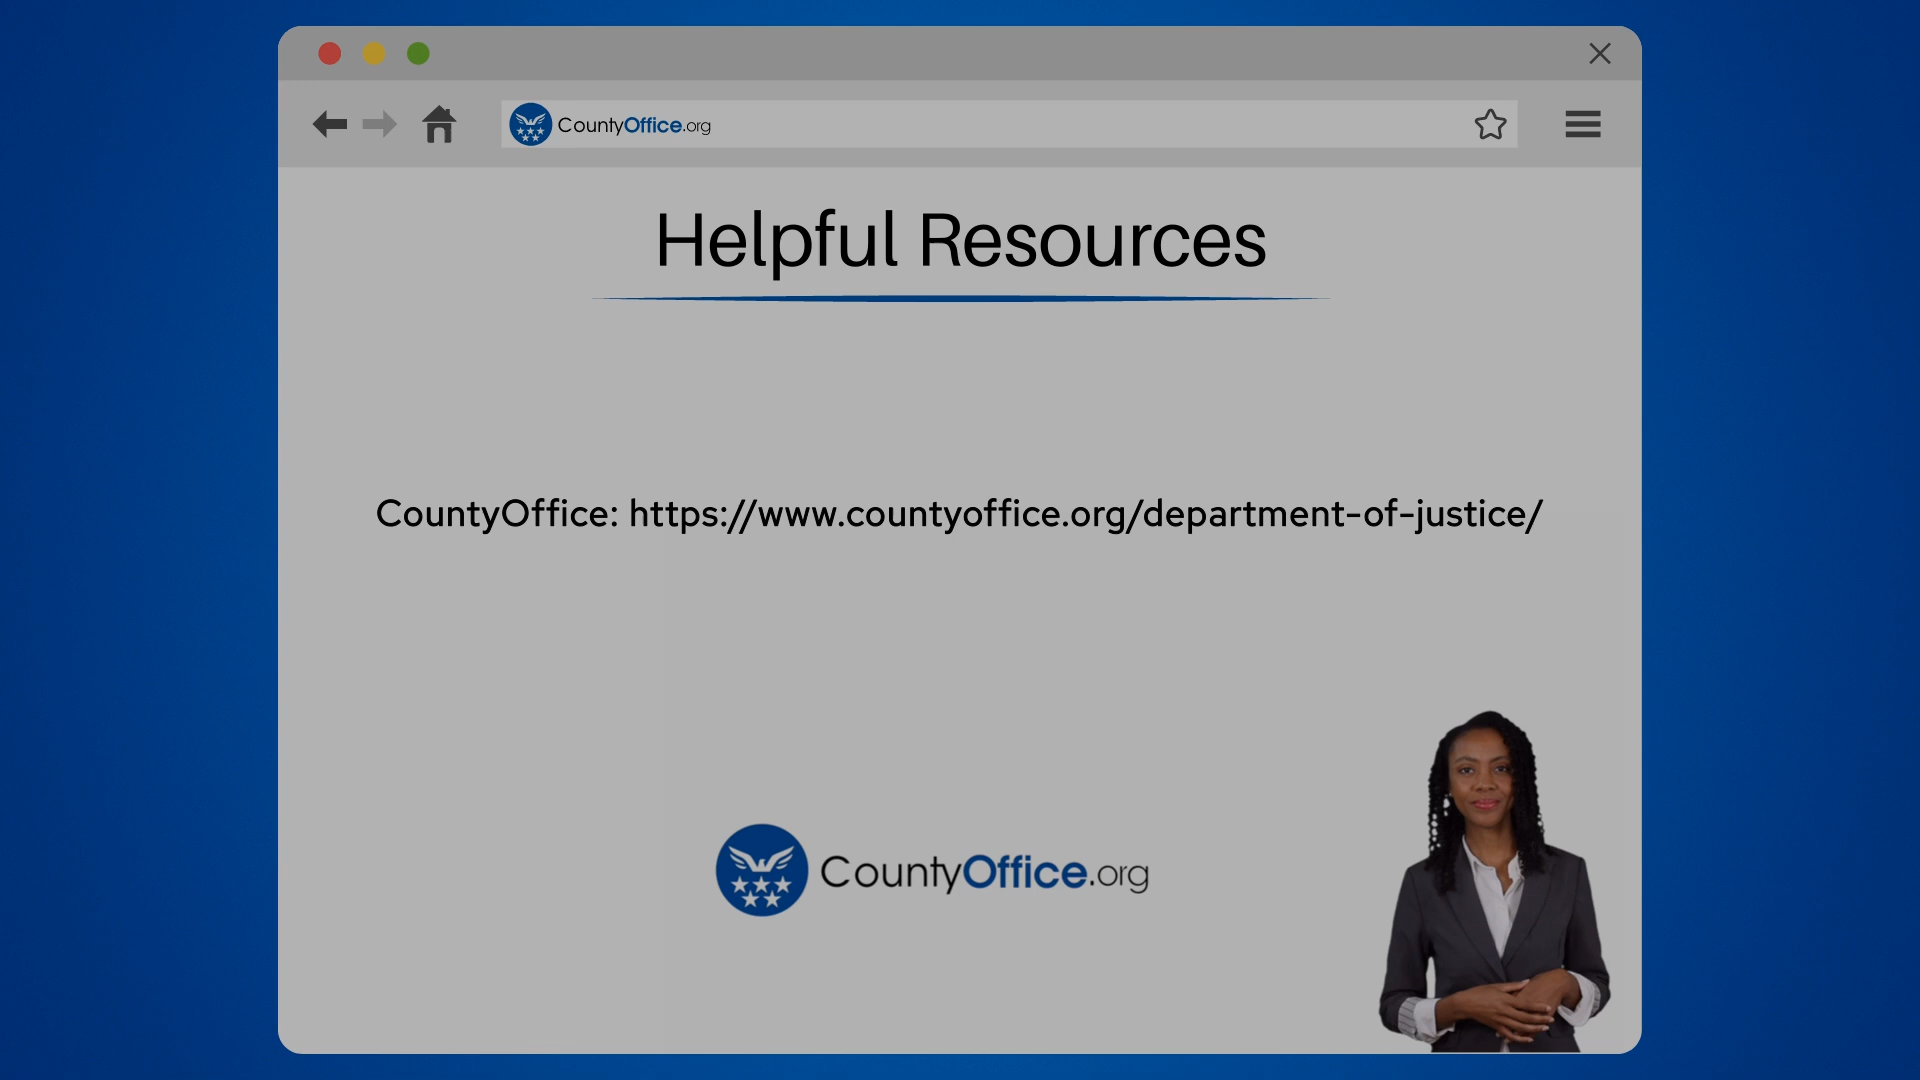 CountyOffice.org
Helpful Resources
CountyOffice: https://www.countyoffice.org/department-of-justice/
CountyOffice.org